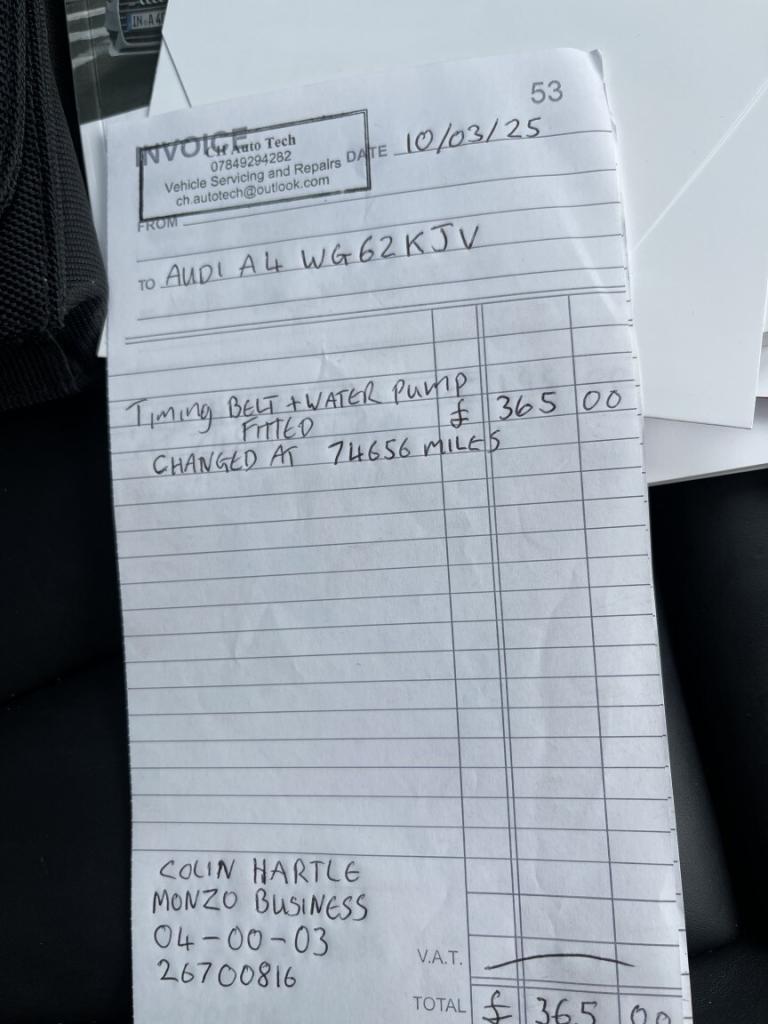 IN·A 4
53
INVOICE
CH Auto Tech
07849294282
Vehicle Servicing and Repairs
ch.autotech@outlook.com
DATE 10/03/25
FROM
TO AUDI A4 WG62KJV
Timing BELT + WATER PUMP
FITTED £ 365 00
CHANGED AT 74656 MILES
COLIN HARTLE
MONZO BUSINESS
04-00-03
26700816
V.A.T.
TOTAL £ 365 00